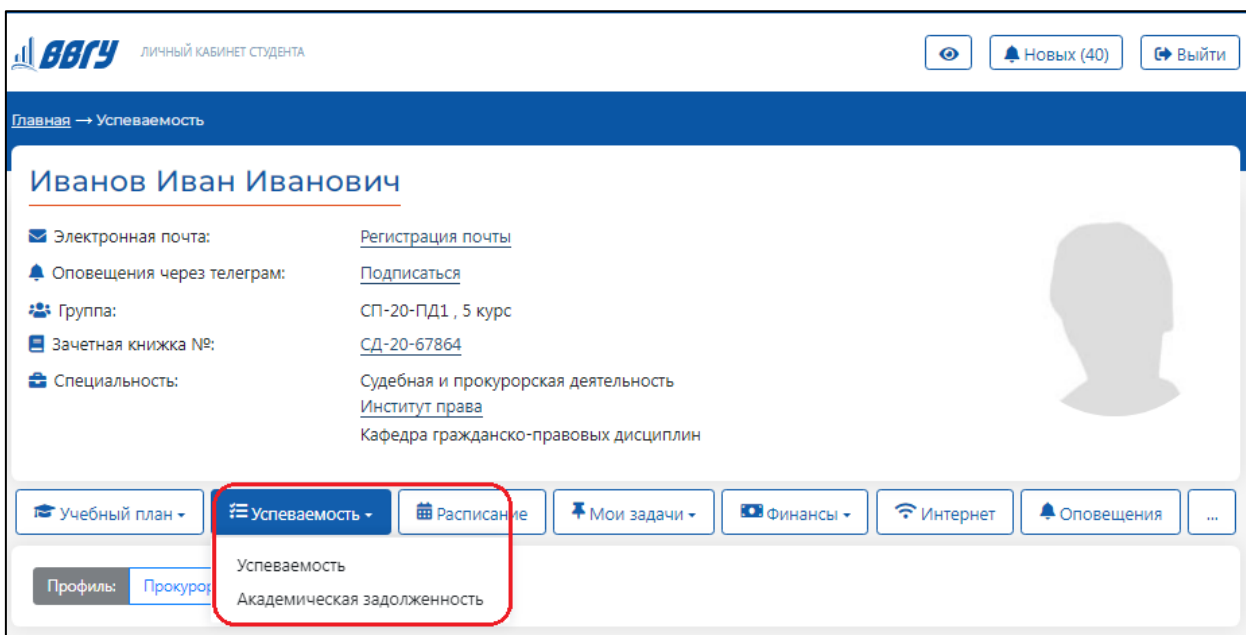 ВВГУ ЛИЧНЫЙ КАБИНЕТ СТУДЕНТА Новых (40) Выйти
Главная → Успеваемость
Иванов Иван Иванович
Электронная почта: Регистрация почты
Оповещения через телеграм: Подписаться
Группа: СП-20-ПД1 , 5 курс
Зачетная книжка №: СД-20-67864
Специальность: Судебная и прокурорская деятельность
Институт права
Кафедра гражданско-правовых дисциплин
Учебный план Успеваемость Расписание Мои задачи Финансы Интернет Оповещения ...
Успеваемость
Профиль: Прокурор
Академическая задолженность